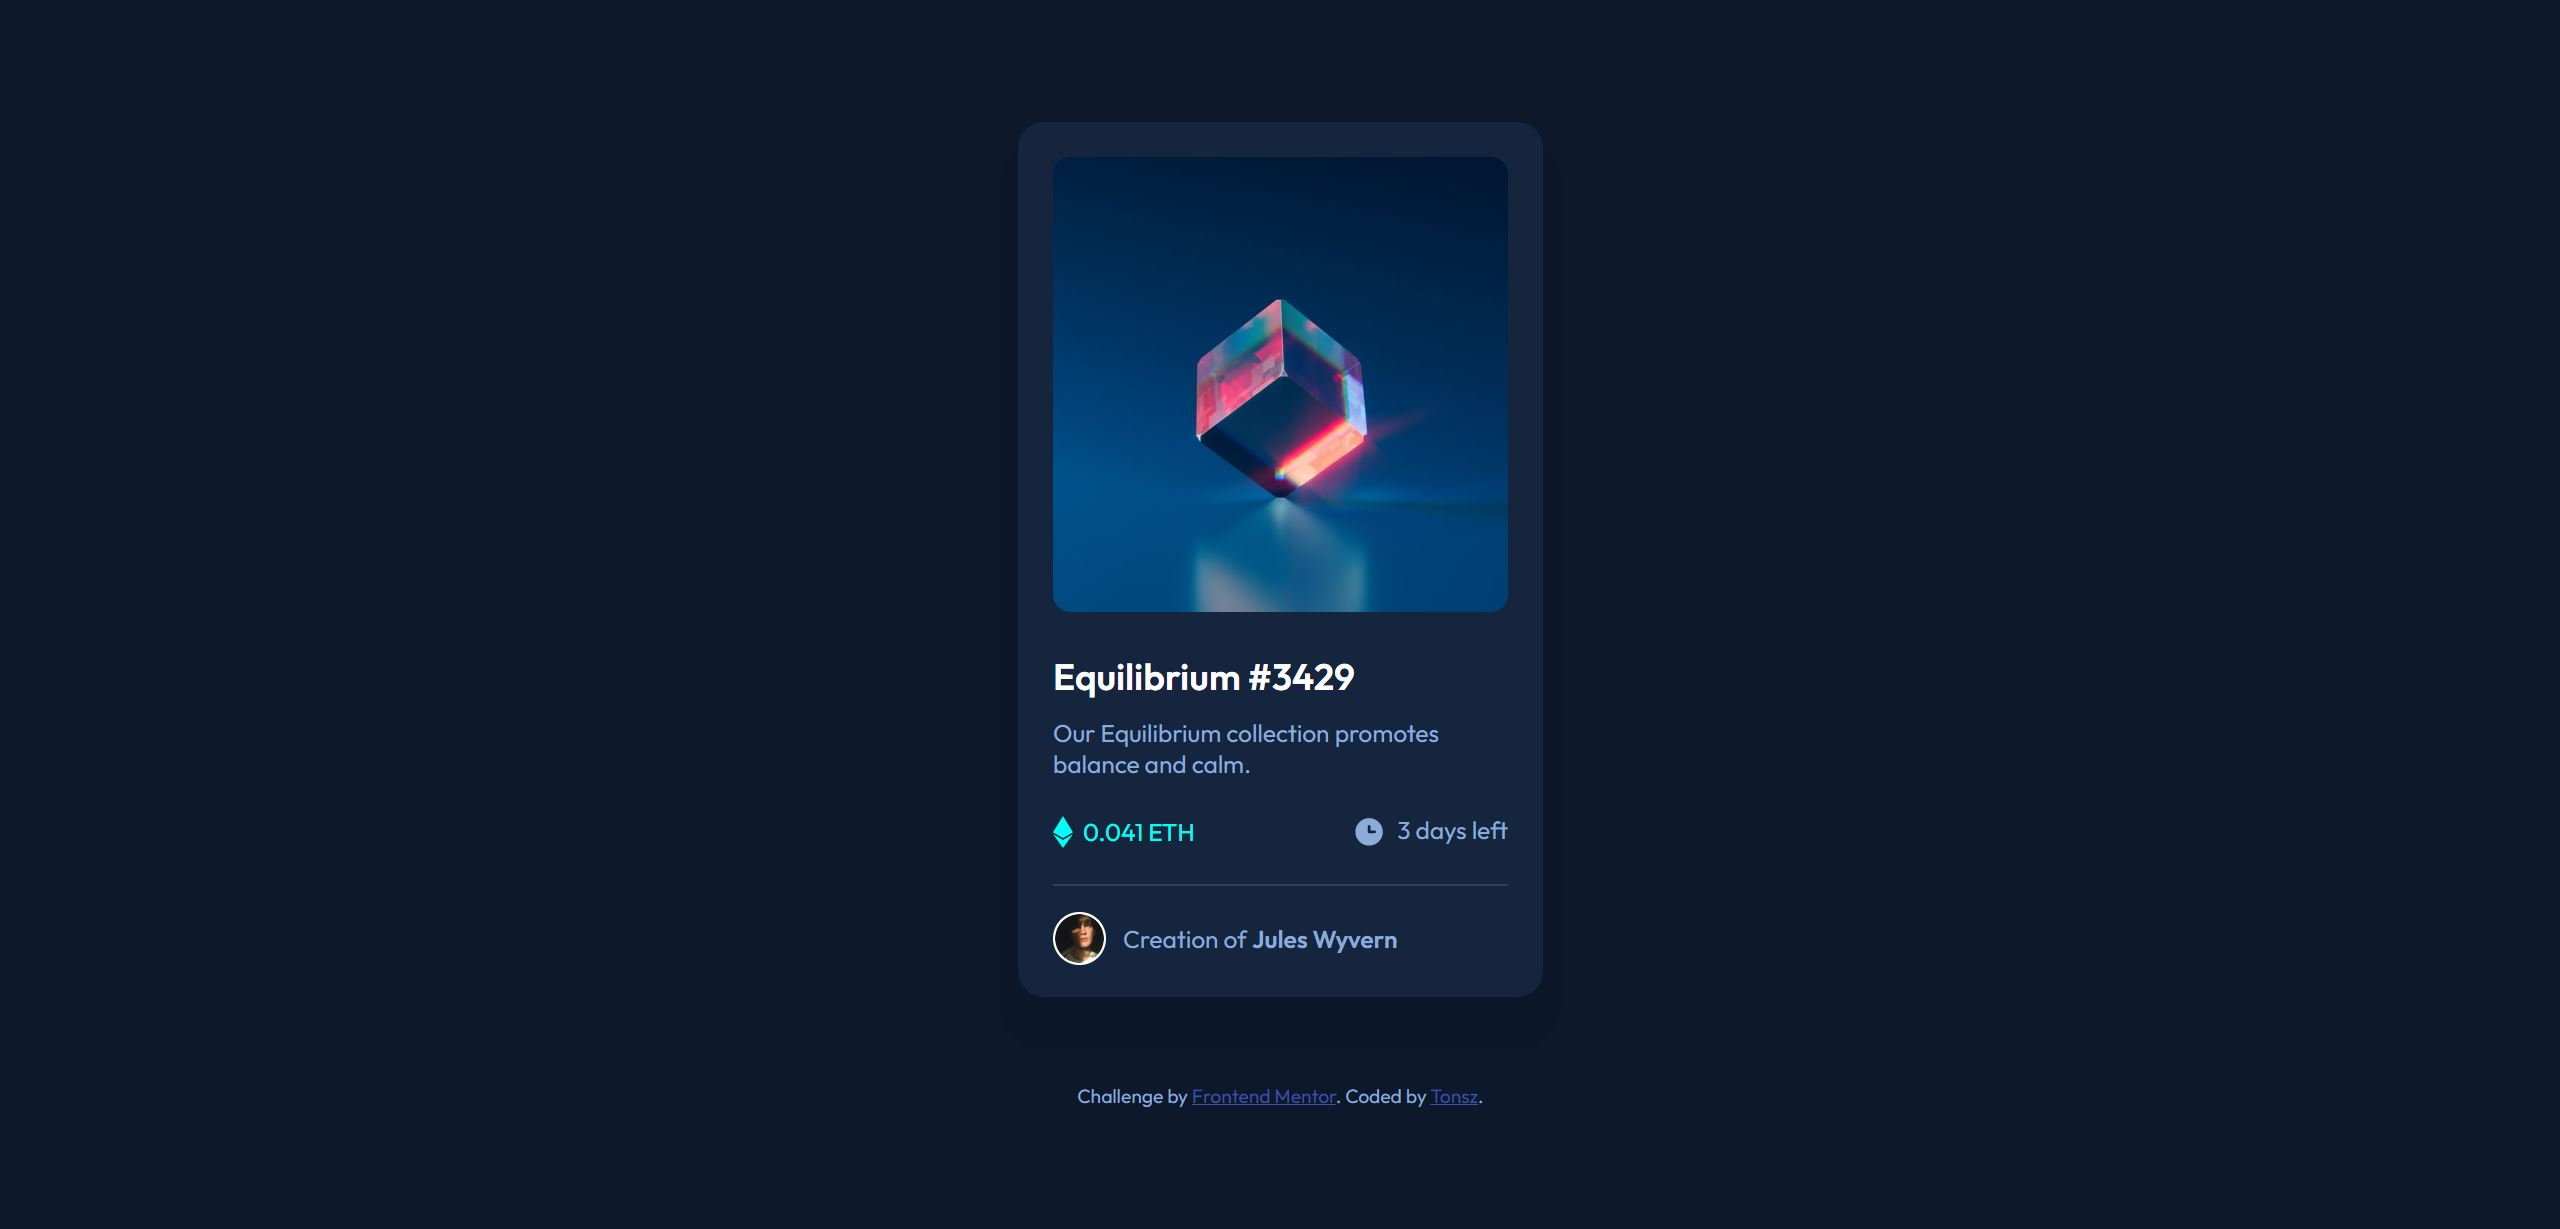 Equilibrium #3429
Our Equilibrium collection promotes
balance and calm.
0.041 ETH
3 days left
Creation of Jules Wyvern
Challenge by Frontend Mentor. Coded by Tonsz.